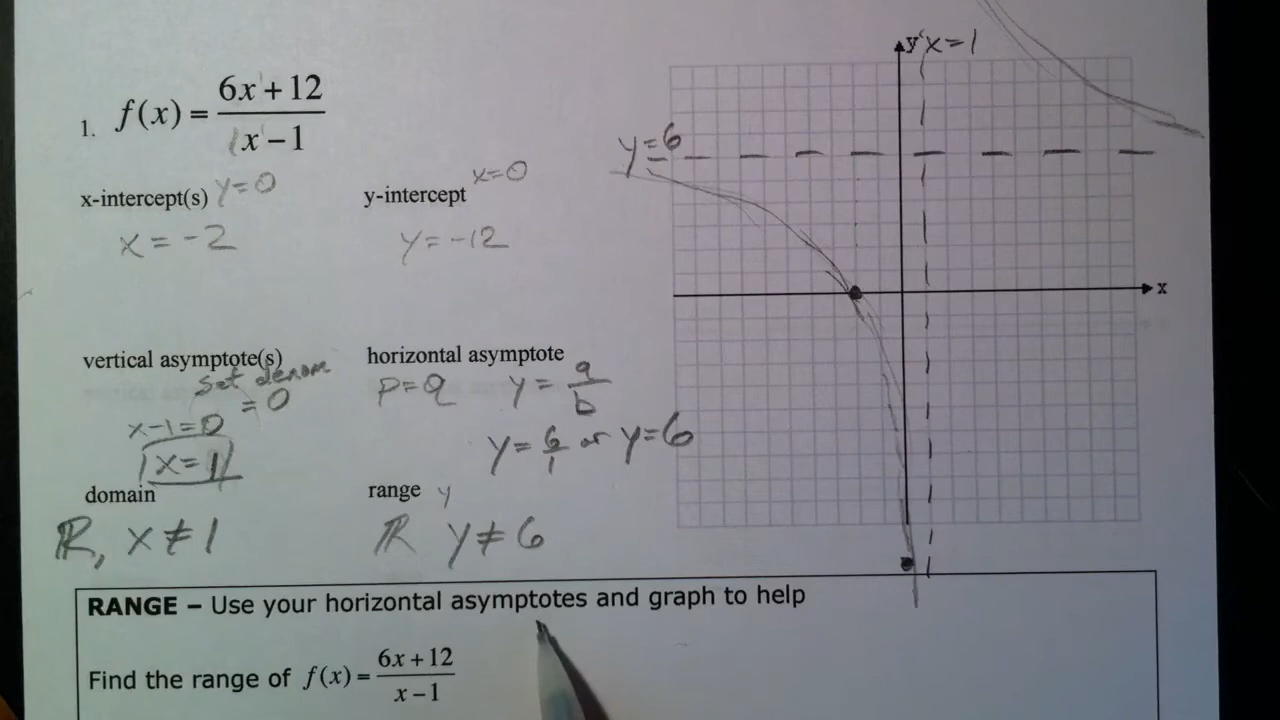 1. f(x) = (6x + 12) / (x − 1)
x-intercept(s) y=0
x = -2
y-intercept x=0
y = -12
vertical asymptote(s)
set denom = 0
x-1=0
x=1
horizontal asymptote
P=Q y = a/b
y = 6/1 or y=6
domain
ℝ, x ≠ 1
range y
ℝ y ≠ 6
y x=1
y=6
x
RANGE – Use your horizontal asymptotes and graph to help
Find the range of f(x) = (6x + 12) / (x − 1)